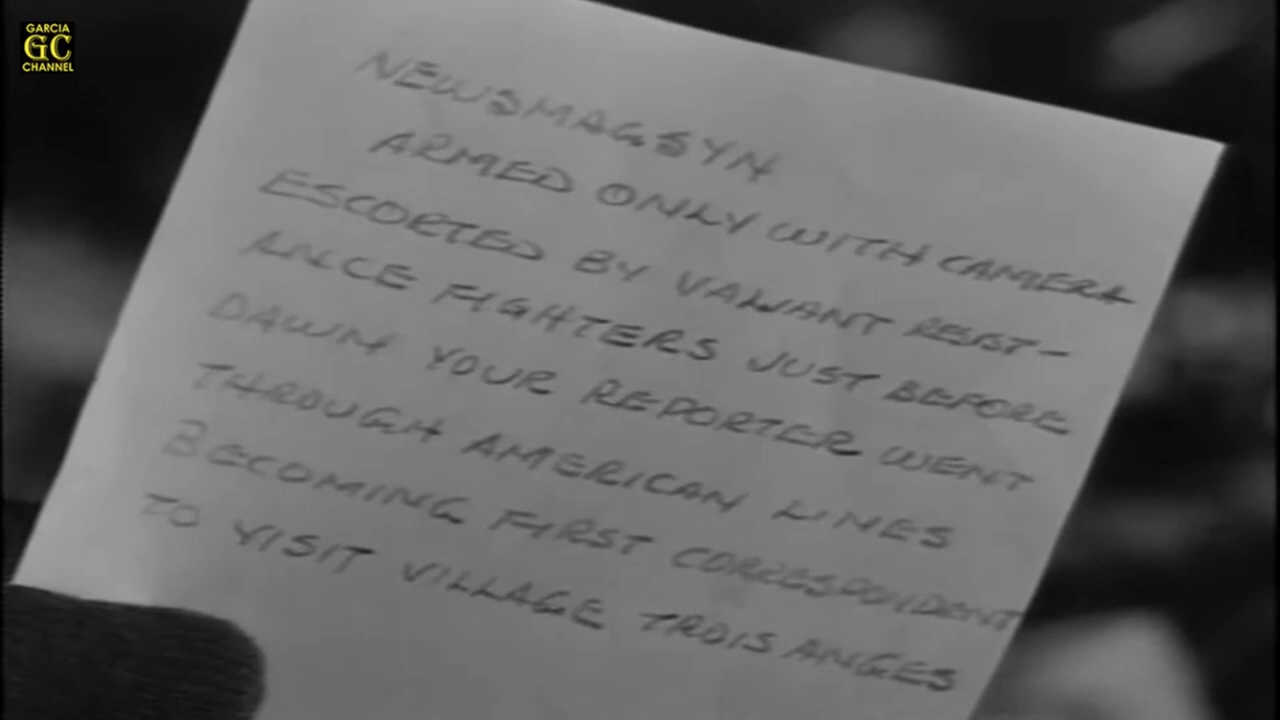 GARCIA
GC
CHANNEL
NEWSMAGSYN
ARMED ONLY WITH CAMERA
ESCORTED BY VALIANT RESIST-
ANCE FIGHTERS JUST BEFORE
DAWN YOUR REPORTER WENT
THROUGH AMERICAN LINES
BECOMING FIRST CORRESPONDENT
TO VISIT VILLAGE TROIS ANGES